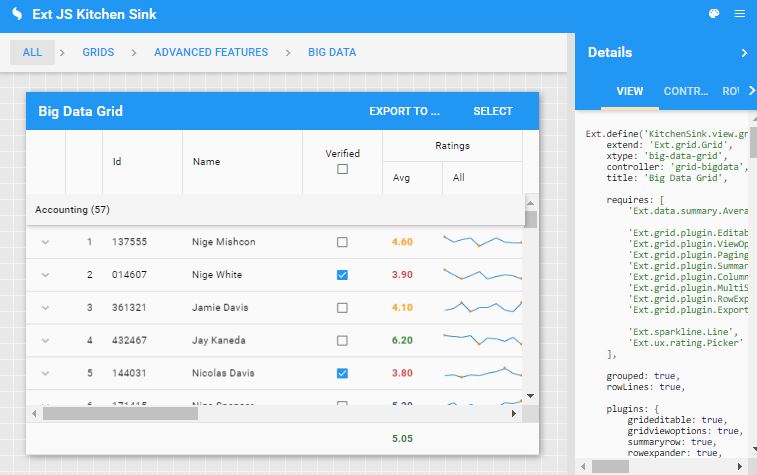 Ext JS Kitchen Sink
ALL > GRIDS > ADVANCED FEATURES > BIG DATA
Big Data Grid EXPORT TO ... SELECT
Id Name Verified Ratings
Avg All
Accounting (57)
1 137555 Nige Mishcon 4.60
2 014607 Nige White 3.90
3 361321 Jamie Davis 4.10
4 432467 Jay Kaneda 6.20
5 144031 Nicolas Davis 3.80
5.05
Details
VIEW CONTR... ROV
Ext.define('KitchenSink.view.gr
extend: 'Ext.grid.Grid',
xtype: 'big-data-grid',
controller: 'grid-bigdata',
title: 'Big Data Grid',
requires: [
'Ext.data.summary.Avera
'Ext.grid.plugin.Editab
'Ext.grid.plugin.ViewOp
'Ext.grid.plugin.Paging
'Ext.grid.plugin.Summar
'Ext.grid.plugin.Column
'Ext.grid.plugin.MultiS
'Ext.grid.plugin.RowExp
'Ext.grid.plugin.Export
'Ext.sparkline.Line',
'Ext.ux.rating.Picker'
],
grouped: true,
rowLines: true,
plugins: {
grideditable: true,
gridviewoptions: true,
summaryrow: true,
rowexpander: true,